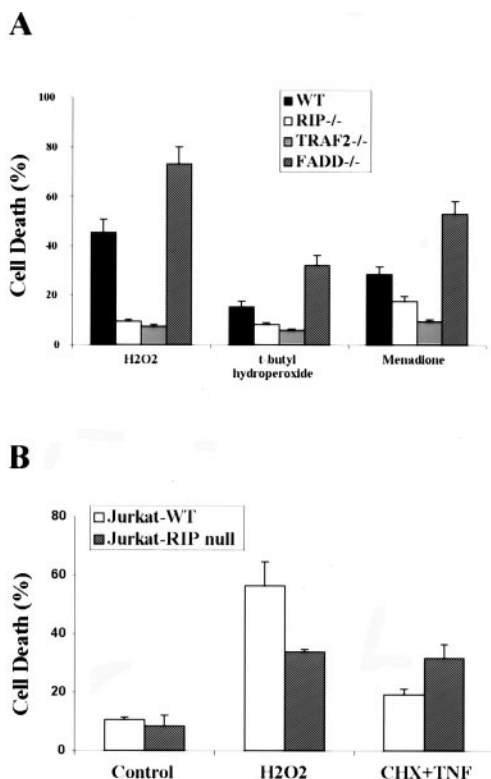 A
100
80
60
40
20
0
Cell Death (%)
WT
RIP-/-
TRAF2-/-
FADD-/-
H2O2
t-butyl
hydroperoxide
Menadione
B
80
60
40
20
0
Cell Death (%)
Jurkat-WT
Jurkat-RIP null
Control
H2O2
CHX+TNF